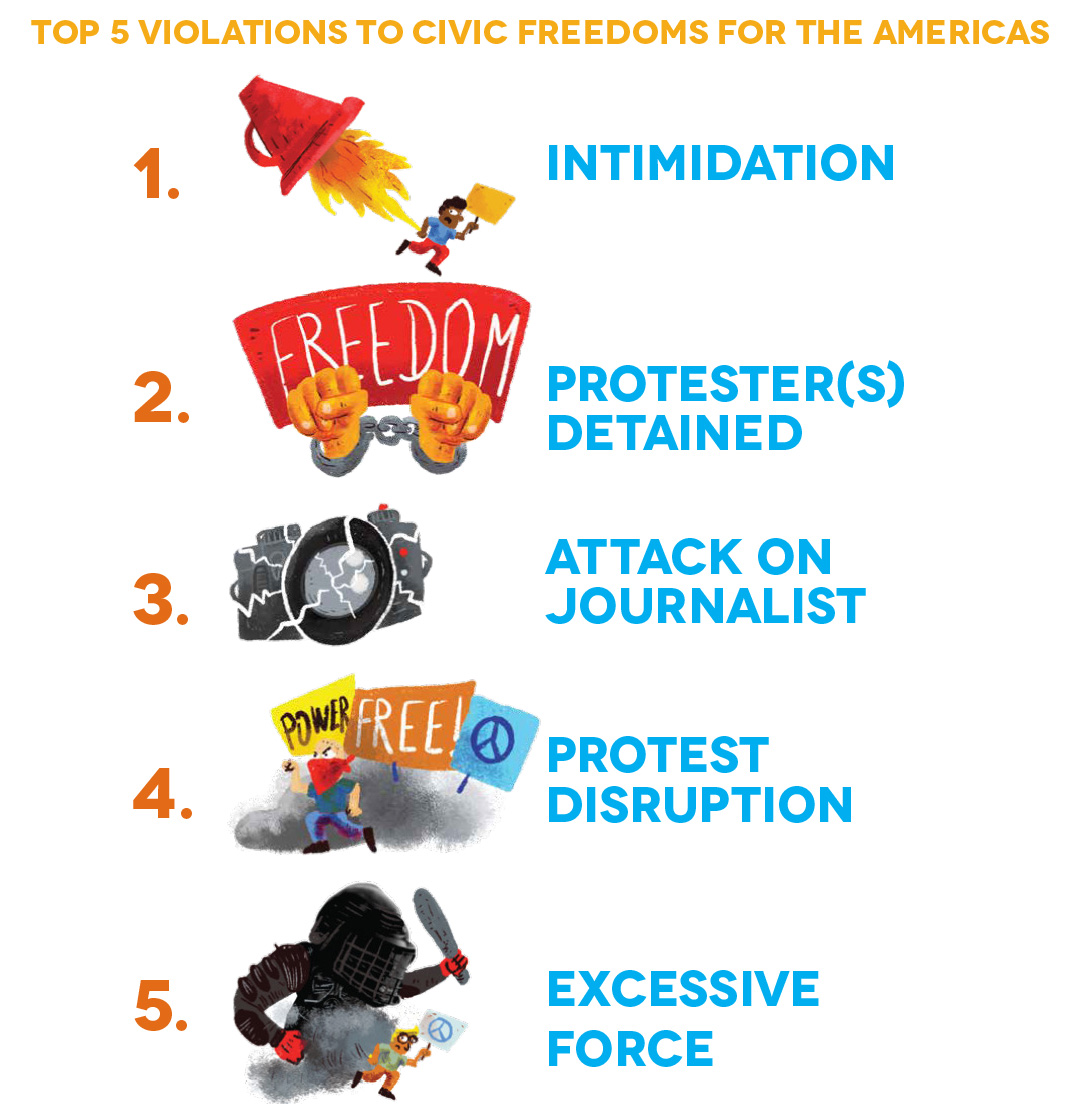 TOP 5 VIOLATIONS TO CIVIC FREEDOMS FOR THE AMERICAS
1.
INTIMIDATION
FREEDOM
2.
PROTESTER(S)
DETAINED
3.
ATTACK ON
JOURNALIST
POWER
FREE!
4.
PROTEST
DISRUPTION
5.
EXCESSIVE
FORCE